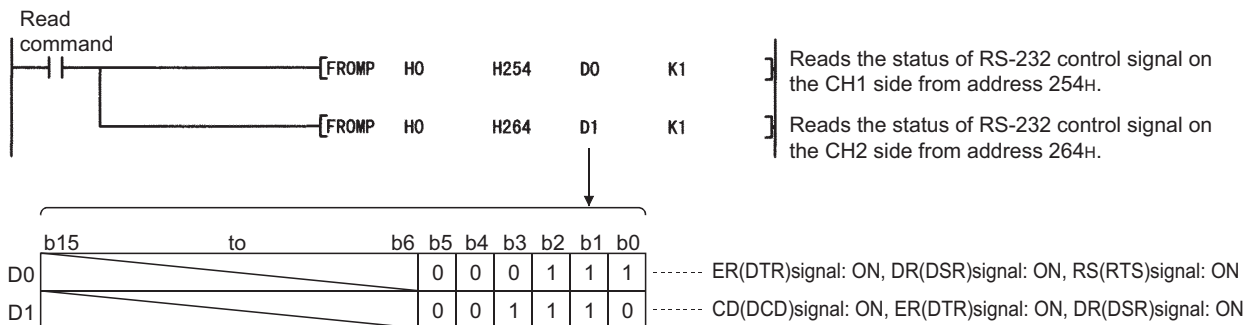 Read
command
FROMP H0 H254 D0 K1
Reads the status of RS-232 control signal on
the CH1 side from address 254H.
FROMP H0 H264 D1 K1
Reads the status of RS-232 control signal on
the CH2 side from address 264H.
b15 to b6 b5 b4 b3 b2 b1 b0
D0 0 0 0 1 1 1 ER(DTR)signal: ON, DR(DSR)signal: ON, RS(RTS)signal: ON
D1 0 0 1 1 1 0 CD(DCD)signal: ON, ER(DTR)signal: ON, DR(DSR)signal: ON